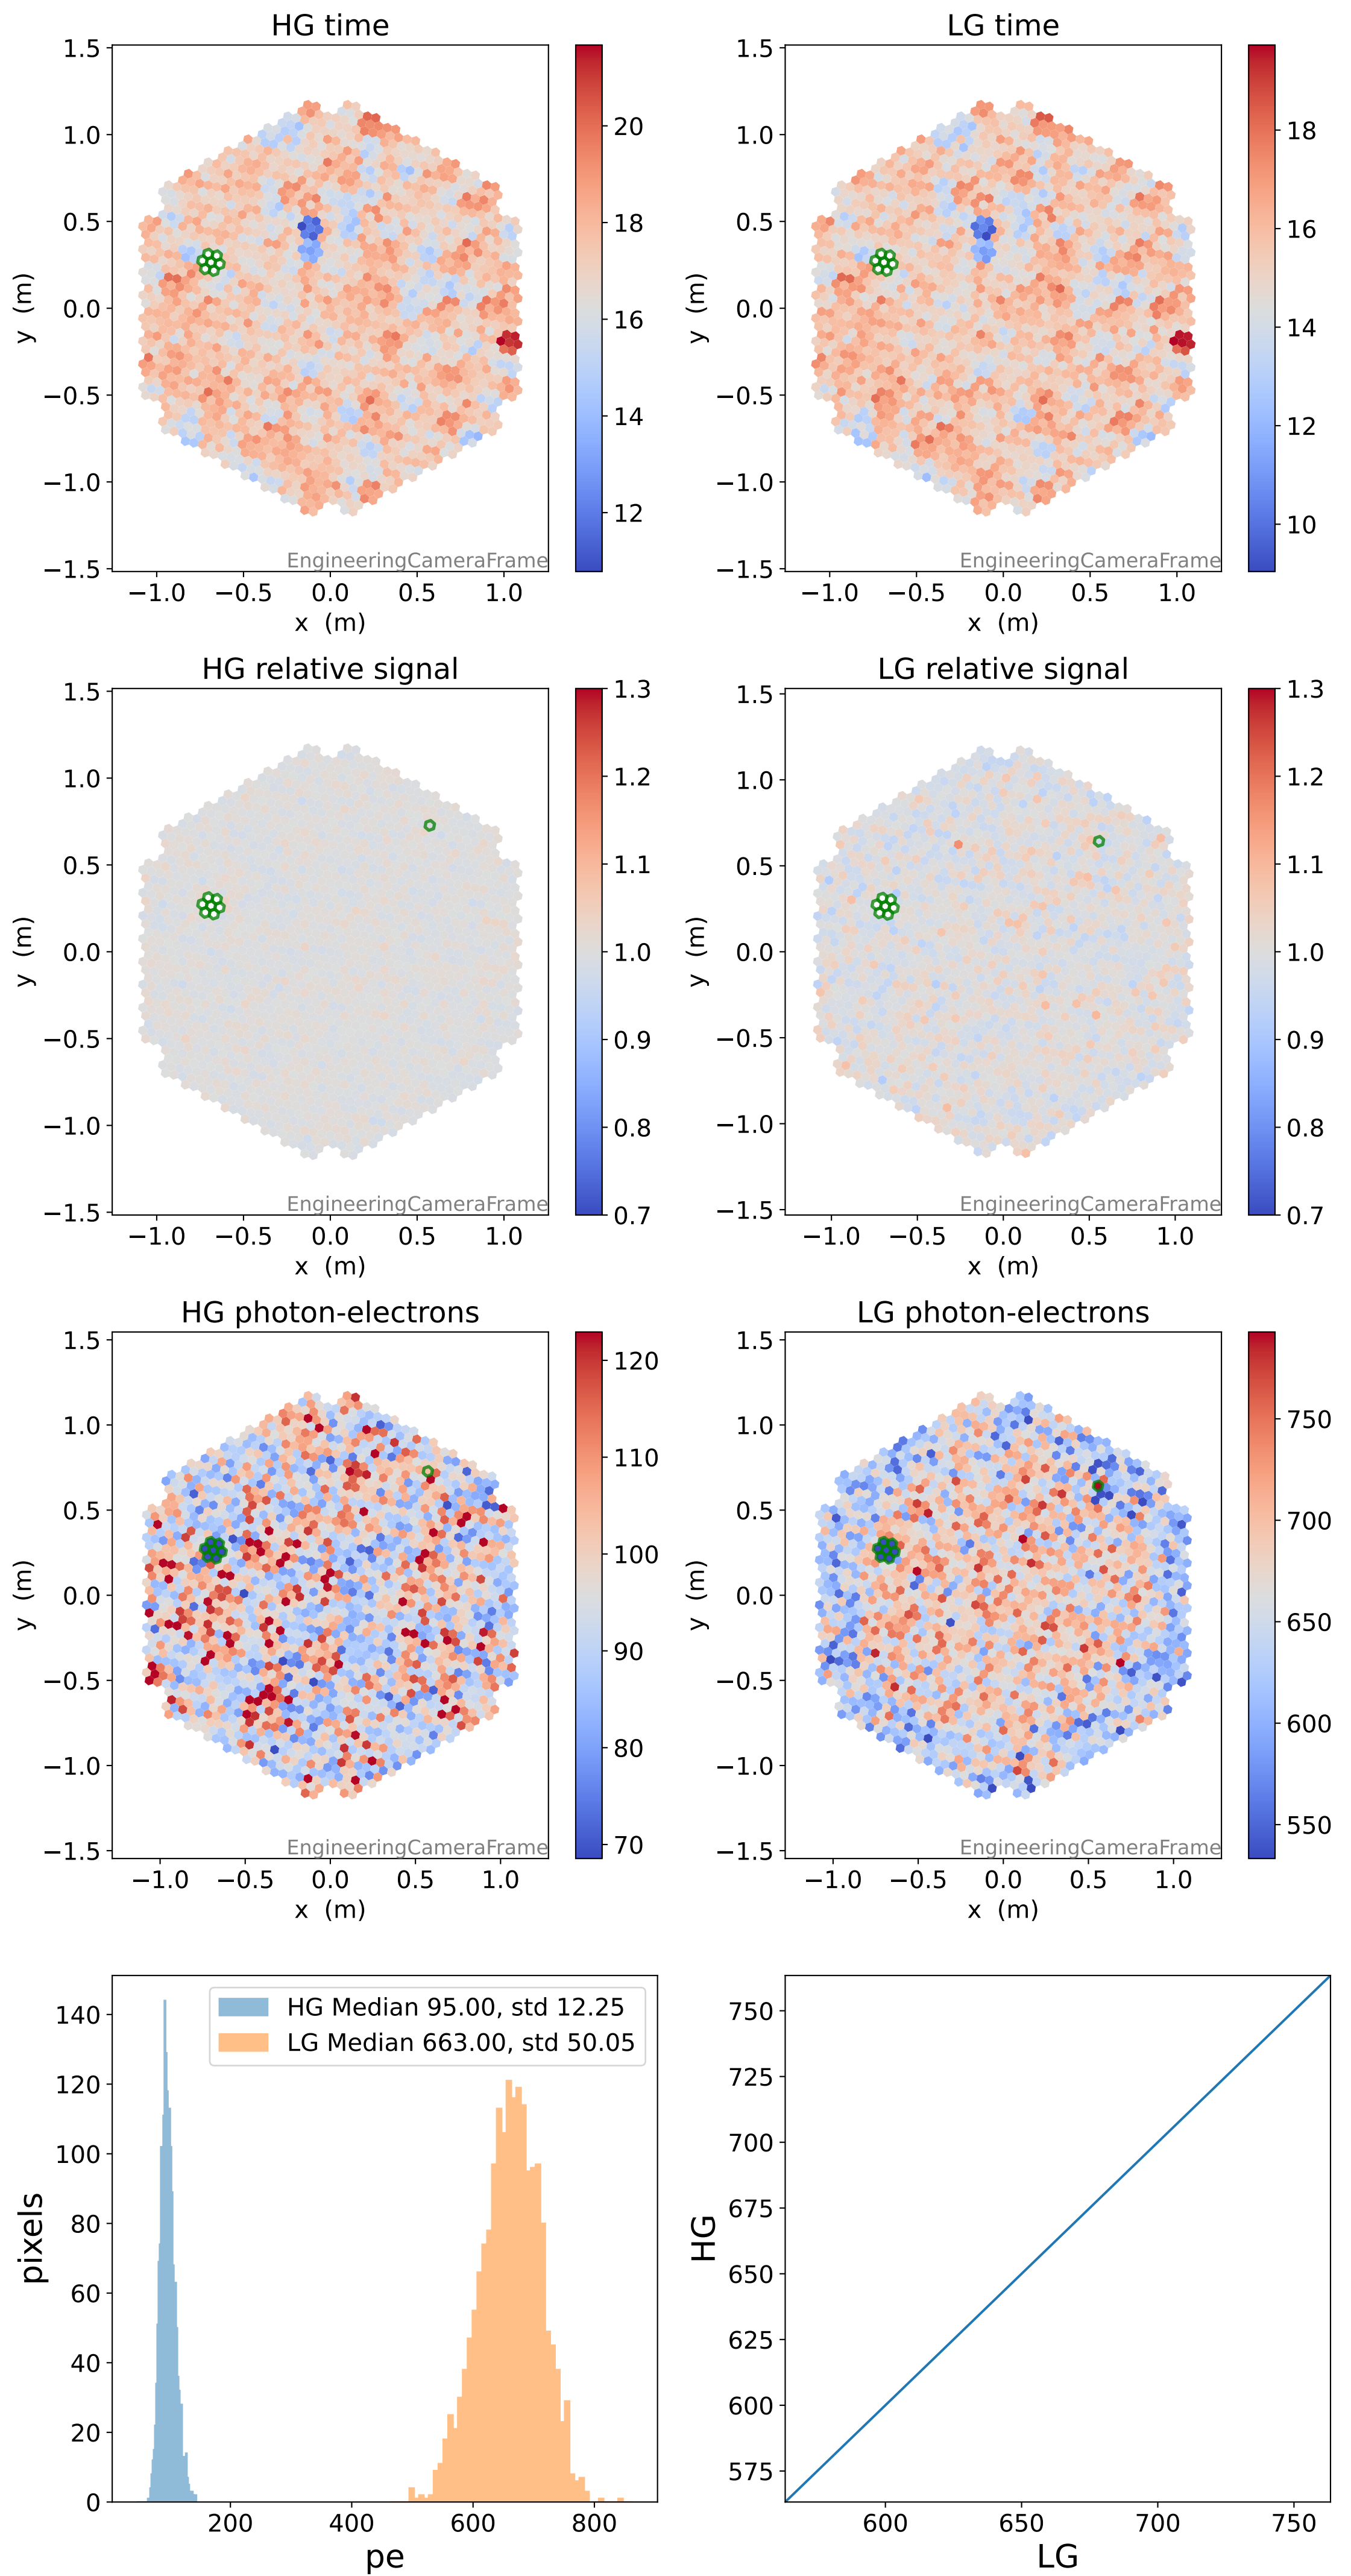 HG time
1.5
1.0
0.5
0.0
−0.5
−1.0
−1.5
y (m)
−1.0 −0.5 0.0 0.5 1.0
x (m)
EngineeringCameraFrame
20
18
16
14
12
LG time
1.5
1.0
0.5
0.0
−0.5
−1.0
−1.5
y (m)
−1.0 −0.5 0.0 0.5 1.0
x (m)
EngineeringCameraFrame
18
16
14
12
10
HG relative signal
1.5
1.0
0.5
0.0
−0.5
−1.0
−1.5
y (m)
−1.0 −0.5 0.0 0.5 1.0
x (m)
EngineeringCameraFrame
1.3
1.2
1.1
1.0
0.9
0.8
0.7
LG relative signal
1.5
1.0
0.5
0.0
−0.5
−1.0
−1.5
y (m)
−1.0 −0.5 0.0 0.5 1.0
x (m)
EngineeringCameraFrame
1.3
1.2
1.1
1.0
0.9
0.8
0.7
HG photon-electrons
1.5
1.0
0.5
0.0
−0.5
−1.0
−1.5
y (m)
−1.0 −0.5 0.0 0.5 1.0
x (m)
EngineeringCameraFrame
120
110
100
90
80
70
LG photon-electrons
1.5
1.0
0.5
0.0
−0.5
−1.0
−1.5
y (m)
−1.0 −0.5 0.0 0.5 1.0
x (m)
EngineeringCameraFrame
750
700
650
600
550
HG Median 95.00, std 12.25
LG Median 663.00, std 50.05
140
120
100
80
60
40
20
0
pixels
200 400 600 800
pe
750
725
700
675
650
625
600
575
HG
600 650 700 750
LG